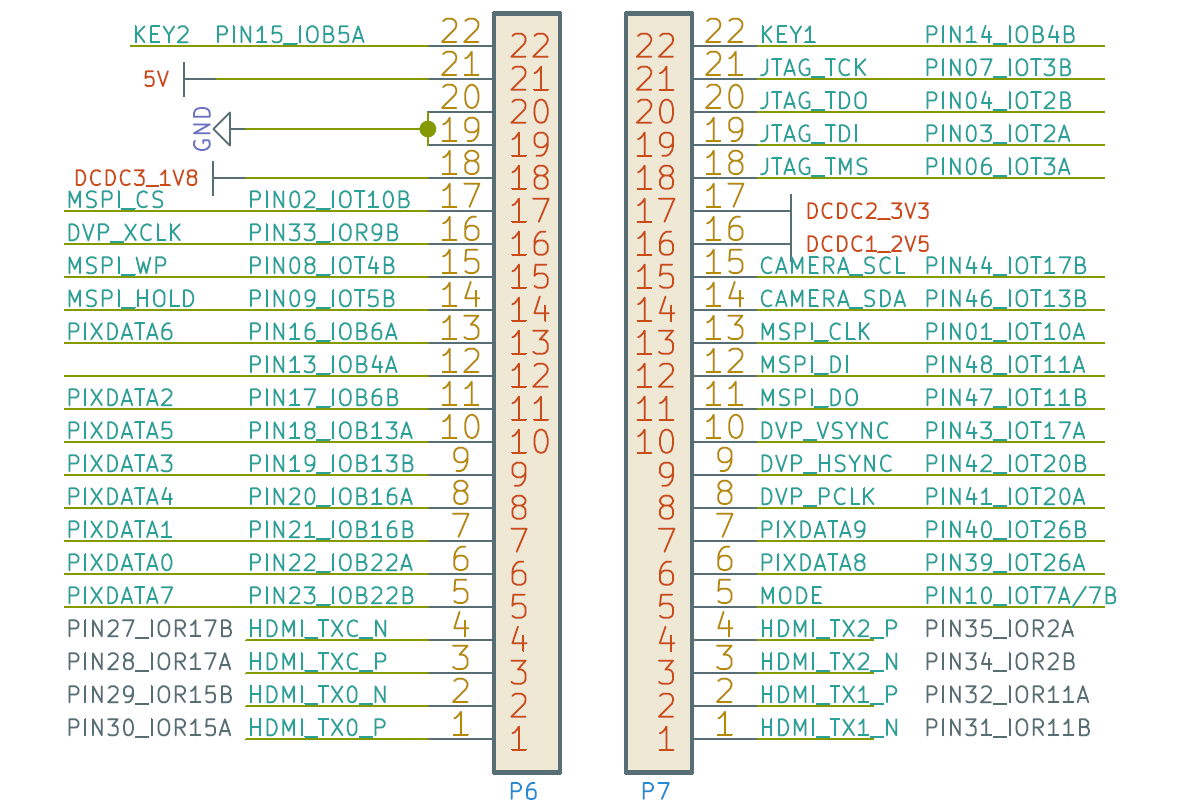 KEY2 PIN15_IOB5A 22 22
5V 21 21
20 20
GND 19 19
DCDC3_1V8 18 18
MSPI_CS PIN02_IOT10B 17 17
DVP_XCLK PIN33_IOR9B 16 16
MSPI_WP PIN08_IOT4B 15 15
MSPI_HOLD PIN09_IOT5B 14 14
PIXDATA6 PIN16_IOB6A 13 13
PIN13_IOB4A 12 12
PIXDATA2 PIN17_IOB6B 11 11
PIXDATA5 PIN18_IOB13A 10 10
PIXDATA3 PIN19_IOB13B 9 9
PIXDATA4 PIN20_IOB16A 8 8
PIXDATA1 PIN21_IOB16B 7 7
PIXDATA0 PIN22_IOB22A 6 6
PIXDATA7 PIN23_IOB22B 5 5
PIN27_IOR17B HDMI_TXC_N 4 4
PIN28_IOR17A HDMI_TXC_P 3 3
PIN29_IOR15B HDMI_TX0_N 2 2
PIN30_IOR15A HDMI_TX0_P 1 1
P6
22 22 KEY1 PIN14_IOB4B
21 21 JTAG_TCK PIN07_IOT3B
20 20 JTAG_TDO PIN04_IOT2B
19 19 JTAG_TDI PIN03_IOT2A
18 18 JTAG_TMS PIN06_IOT3A
17 17 DCDC2_3V3
16 16 DCDC1_2V5
15 15 CAMERA_SCL PIN44_IOT17B
14 14 CAMERA_SDA PIN46_IOT13B
13 13 MSPI_CLK PIN01_IOT10A
12 12 MSPI_DI PIN48_IOT11A
11 11 MSPI_DO PIN47_IOT11B
10 10 DVP_VSYNC PIN43_IOT17A
9 9 DVP_HSYNC PIN42_IOT20B
8 8 DVP_PCLK PIN41_IOT20A
7 7 PIXDATA9 PIN40_IOT26B
6 6 PIXDATA8 PIN39_IOT26A
5 5 MODE PIN10_IOT7A/7B
4 4 HDMI_TX2_P PIN35_IOR2A
3 3 HDMI_TX2_N PIN34_IOR2B
2 2 HDMI_TX1_P PIN32_IOR11A
1 1 HDMI_TX1_N PIN31_IOR11B
P7